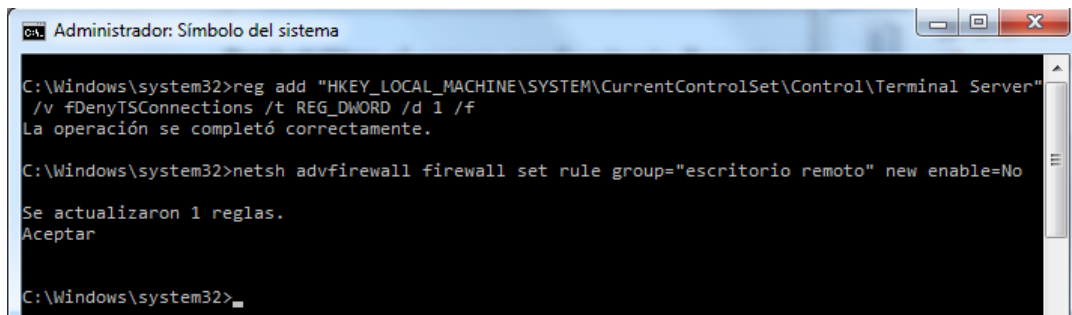 Administrador: Símbolo del sistema
C:\Windows\system32>reg add "HKEY_LOCAL_MACHINE\SYSTEM\CurrentControlSet\Control\Terminal Server"
/v fDenyTSConnections /t REG_DWORD /d 1 /f
La operación se completó correctamente.
C:\Windows\system32>netsh advfirewall firewall set rule group="escritorio remoto" new enable=No
Se actualizaron 1 reglas.
Aceptar
C:\Windows\system32>